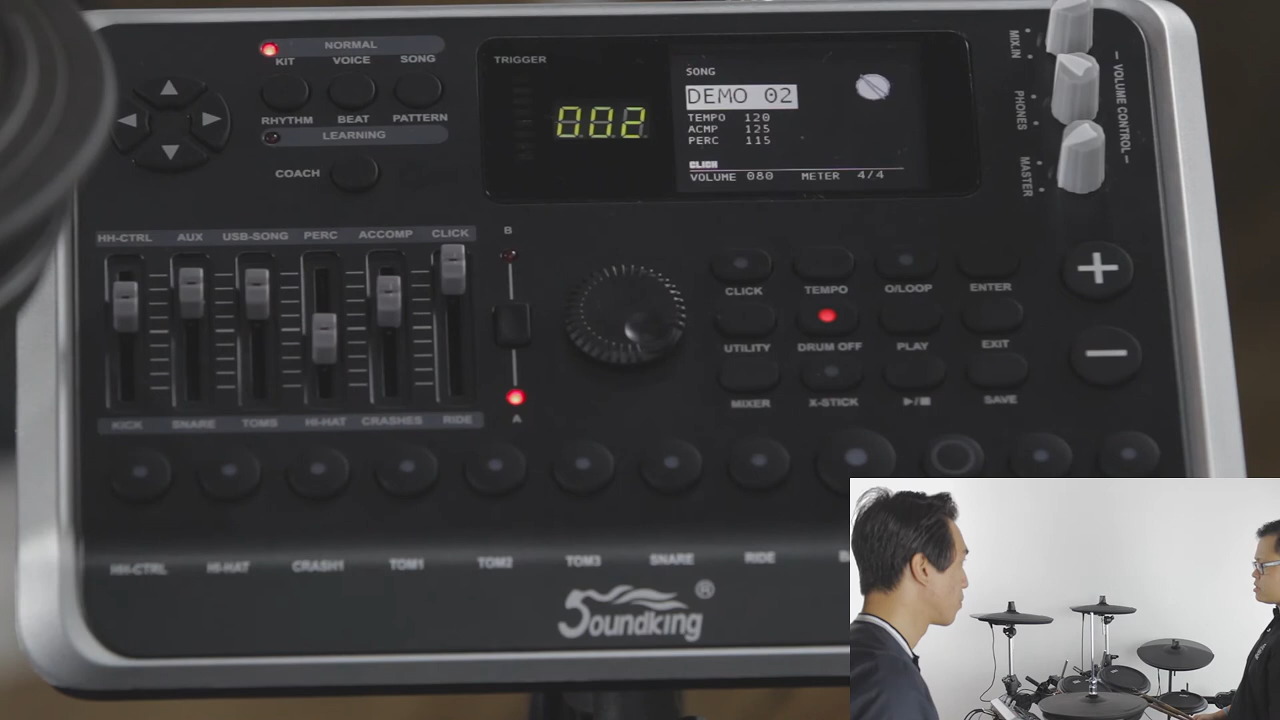 NORMAL
KIT VOICE SONG
RHYTHM BEAT PATTERN
LEARNING
COACH
TRIGGER
002
SONG
DEMO 02
TEMPO 120
ACMP 125
PERC 115
CLICK
VOLUME 080 METER 4/4
MIX.IN
PHONES
MASTER
VOLUME CONTROL
HH-CTRL AUX USB-SONG PERC ACCOMP CLICK
KICK SNARE TOMS HI-HAT CRASHES RIDE
B
A
CLICK TEMPO O/LOOP ENTER
UTILITY DRUM OFF PLAY EXIT
MIXER X-STICK ►/■ SAVE
+
−
HH-CTRL HI-HAT CRASH1 TOM1 TOM2 TOM3 SNARE RIDE
Soundking®